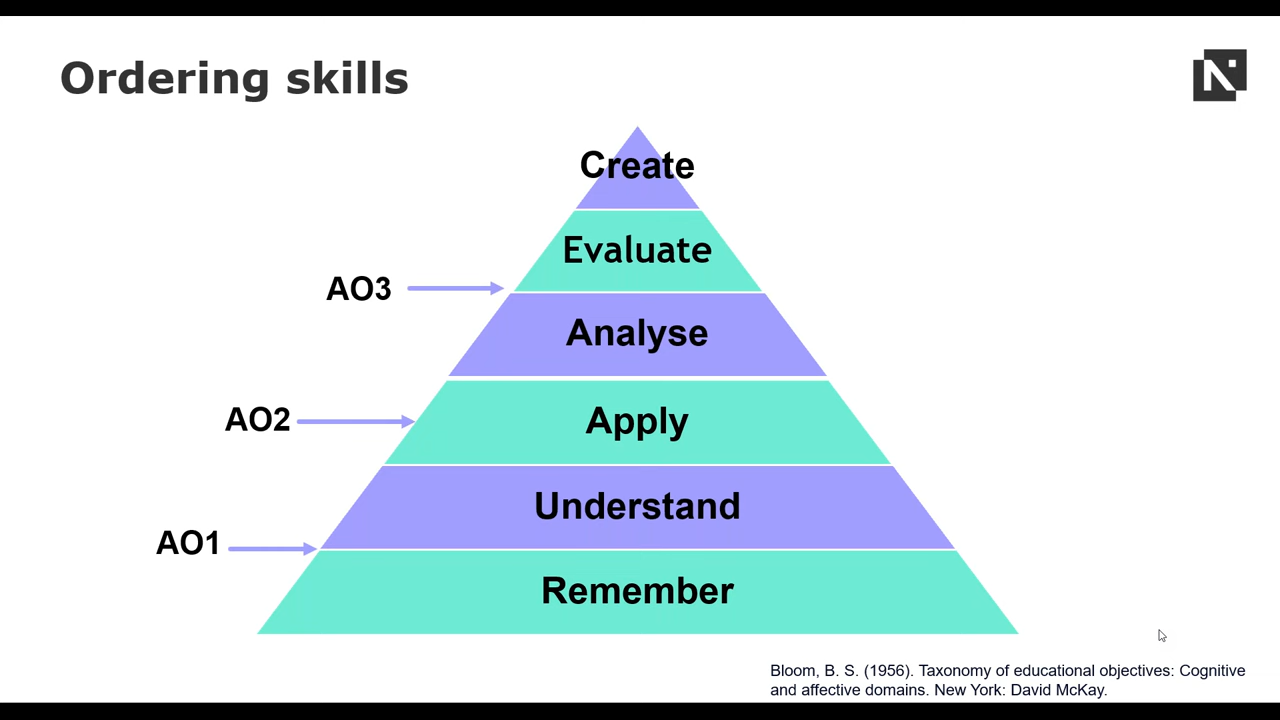 Ordering skills
Create
Evaluate
AO3
Analyse
AO2
Apply
Understand
AO1
Remember
Bloom, B. S. (1956). Taxonomy of educational objectives: Cognitive
and affective domains. New York: David McKay.